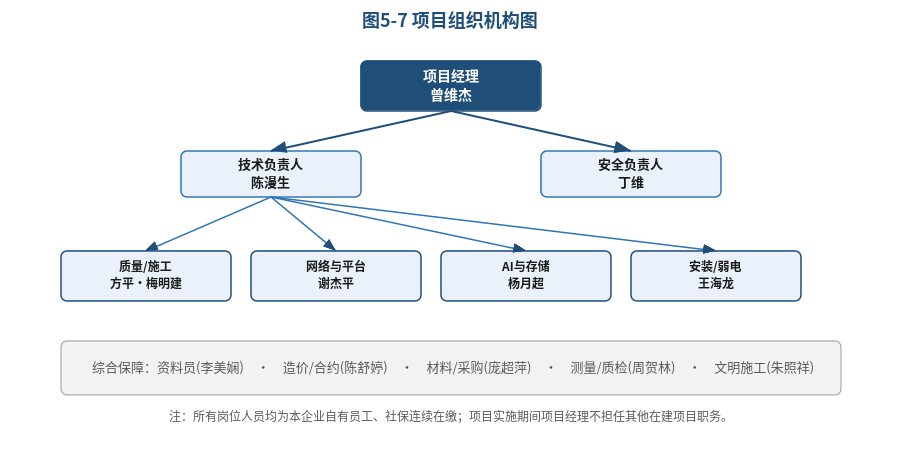 图5-7 项目组织机构图
项目经理
曾维杰
技术负责人
陈漫生
安全负责人
丁维
质量/施工
方平·梅明建
网络与平台
谢杰平
AI与存储
杨月超
安装/弱电
王海龙
综合保障：资料员(李美娴) · 造价/合约(陈舒婷) · 材料/采购(庞超萍) · 测量/质检(周贺林) · 文明施工(朱照祥)
注：所有岗位人员均为本企业自有员工、社保连续在缴；项目实施期间项目经理不担任其他在建项目职务。